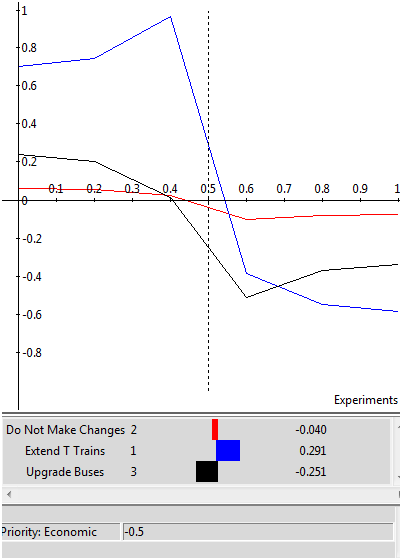 1
0.8
0.6
0.4
0.2
0 0.1 0.2 0.3 0.4 0.5 0.6 0.7 0.8 0.9 1
-0.2
-0.4
-0.6
-0.8
Experiments
Do Not Make Changes 2 -0.040
Extend T Trains 1 0.291
Upgrade Buses 3 -0.251
Priority: Economic -0.5